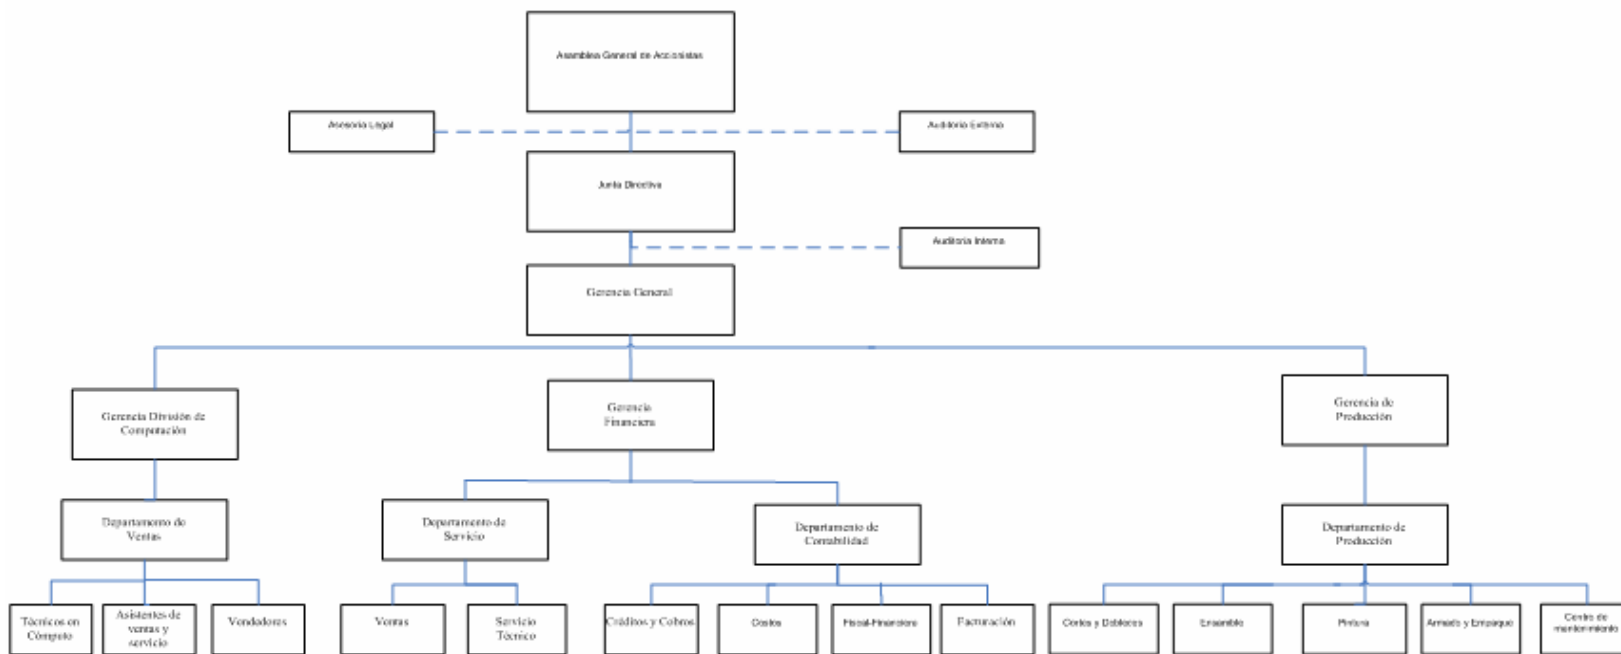 Asamblea General de Accionistas
Asesoría Legal
Auditoría Externa
Junta Directiva
Auditoría Interna
Gerencia General
Gerencia División de
Computación
Gerencia
Financiera
Gerencia de
Producción
Departamento de
Ventas
Departamento de
Servicio
Departamento de
Contabilidad
Departamento de
Producción
Técnicos en
Cómputo
Asistentes de
ventas y
servicio
Vendedores
Ventas
Servicio
Técnico
Créditos y Cobros
Costos
Fiscal-Financiera
Facturación
Cortes y Dobleces
Ensamble
Pintura
Armado y Empaque
Centro de
mantenimiento